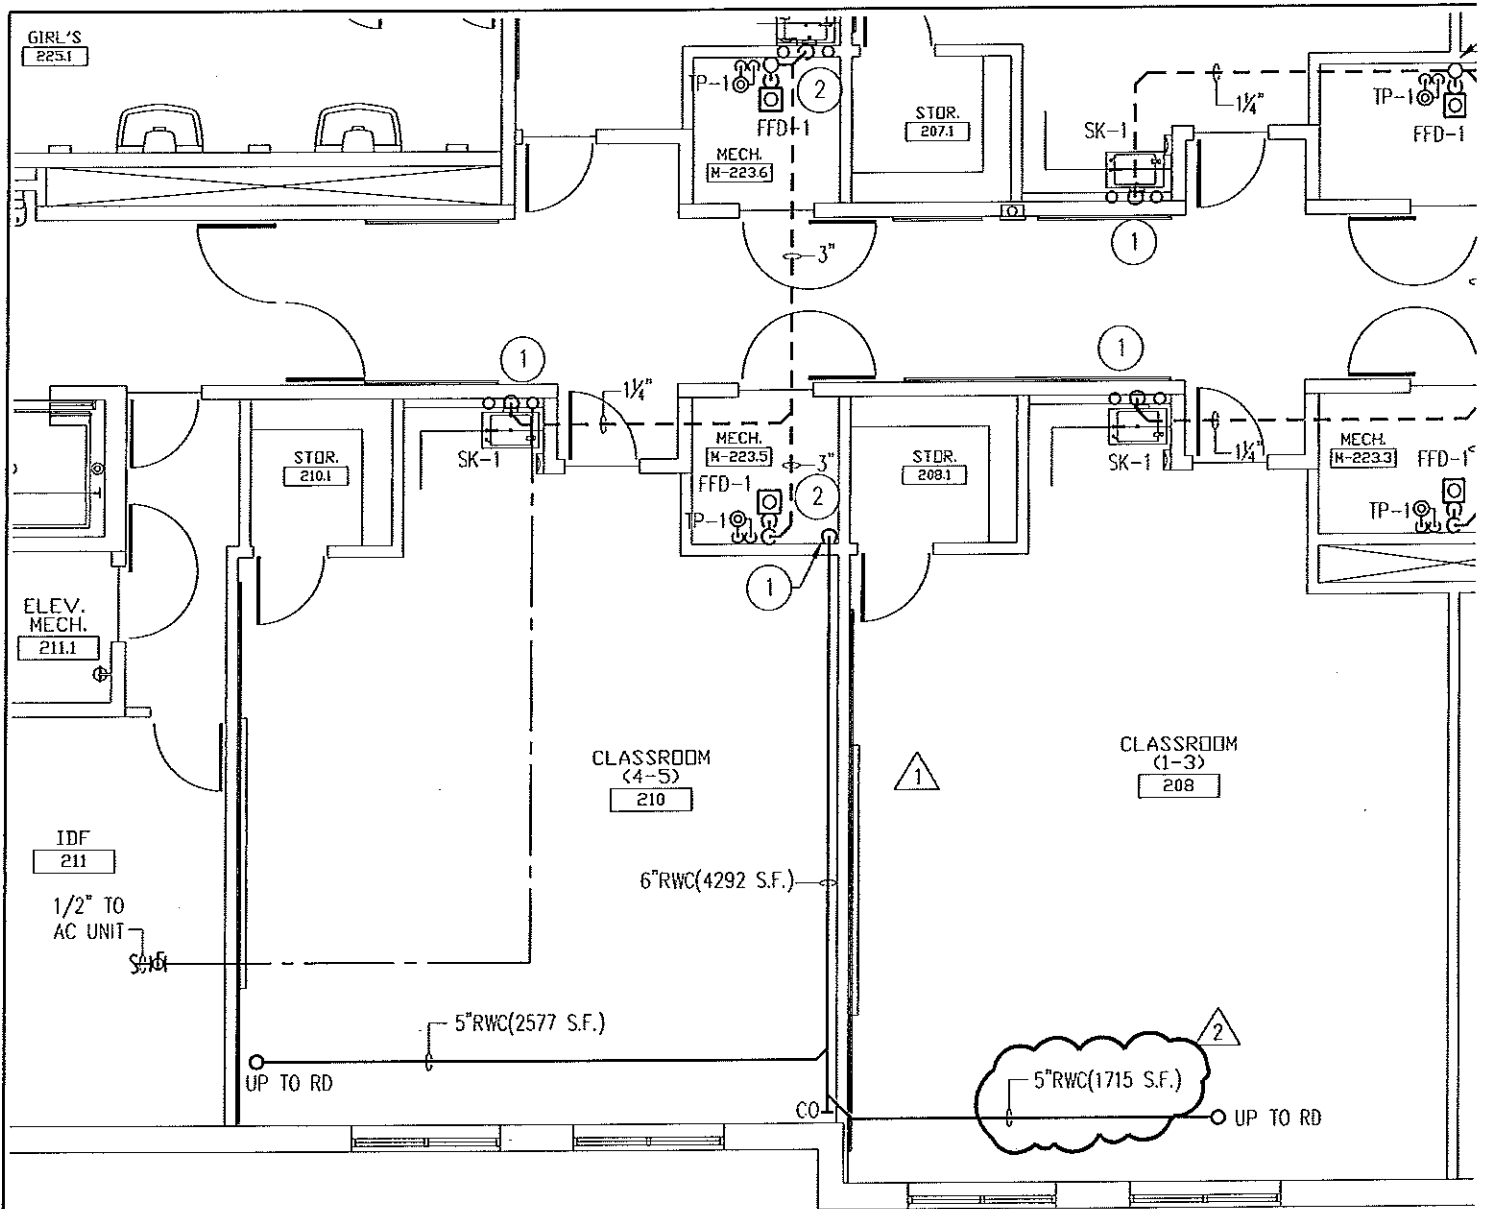 GIRL'S
225.1
TP-1
FFD-1
2
MECH.
M-223.6
STOR.
207.1
SK-1
1¼"
TP-1
FFD-1
3"
1
1
1
1¼"
STOR.
210.1
SK-1
MECH.
M-223.5
3"
FFD-1
2
TP-1
1
STOR.
208.1
SK-1
1¼"
MECH.
M-223.3
FFD-1
TP-1
ELEV.
MECH.
211.1
CLASSROOM
(4-5)
210
1
CLASSROOM
(1-3)
208
IDF
211
1/2" TO
AC UNIT
6"RWC(4292 S.F.)
5"RWC(2577 S.F.)
UP TO RD
2
5"RWC(1715 S.F.)
CO
UP TO RD